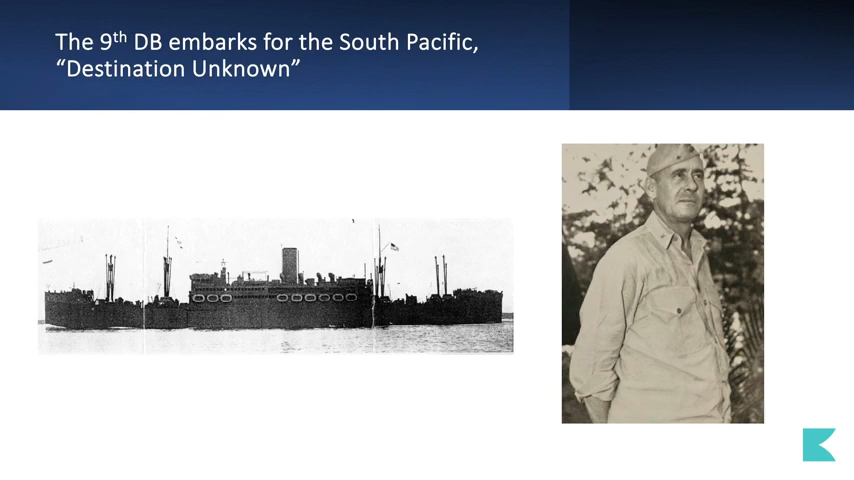 The 9th DB embarks for the South Pacific,
“Destination Unknown”